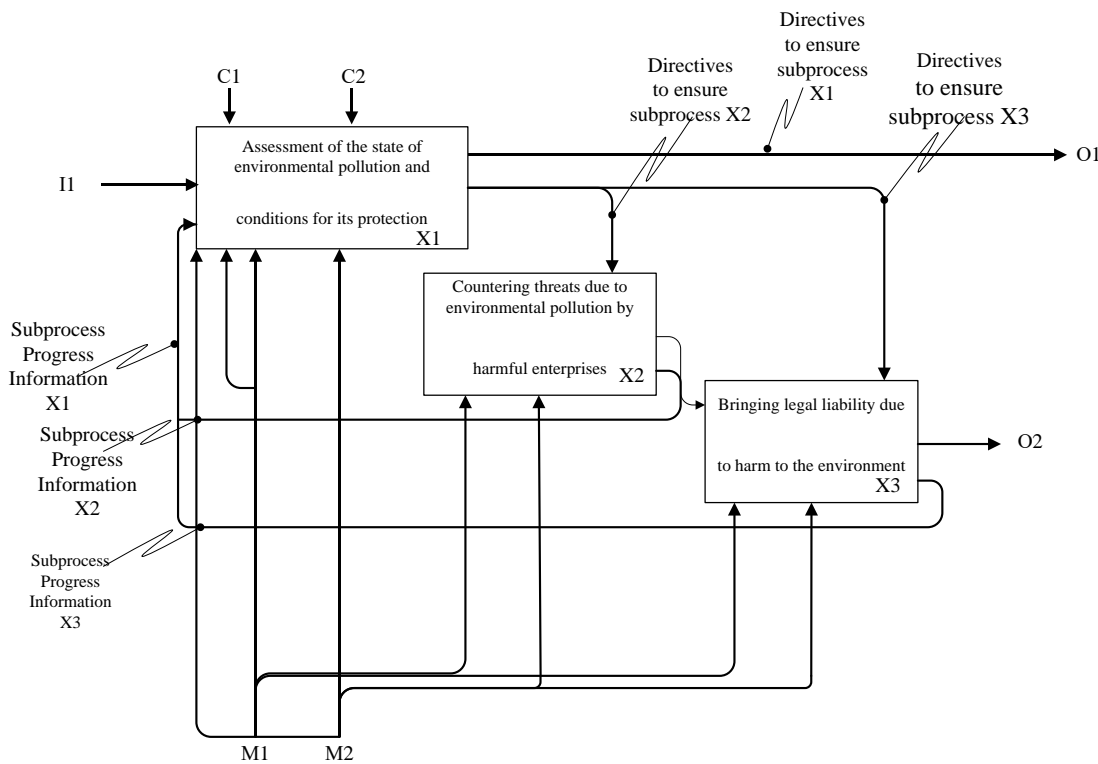 Directives
to ensure
subprocess
X1
Directives
to ensure
subprocess X2
Directives
to ensure
subprocess X3
C1
C2
Assessment of the state of
environmental pollution and
conditions for its protection
X1
I1
O1
Countering threats due to
environmental pollution by
harmful enterprises
X2
Subprocess
Progress
Information
X1
Bringing legal liability due
to harm to the environment
X3
O2
Subprocess
Progress
Information
X2
Subprocess
Progress
Information
X3
M1
M2